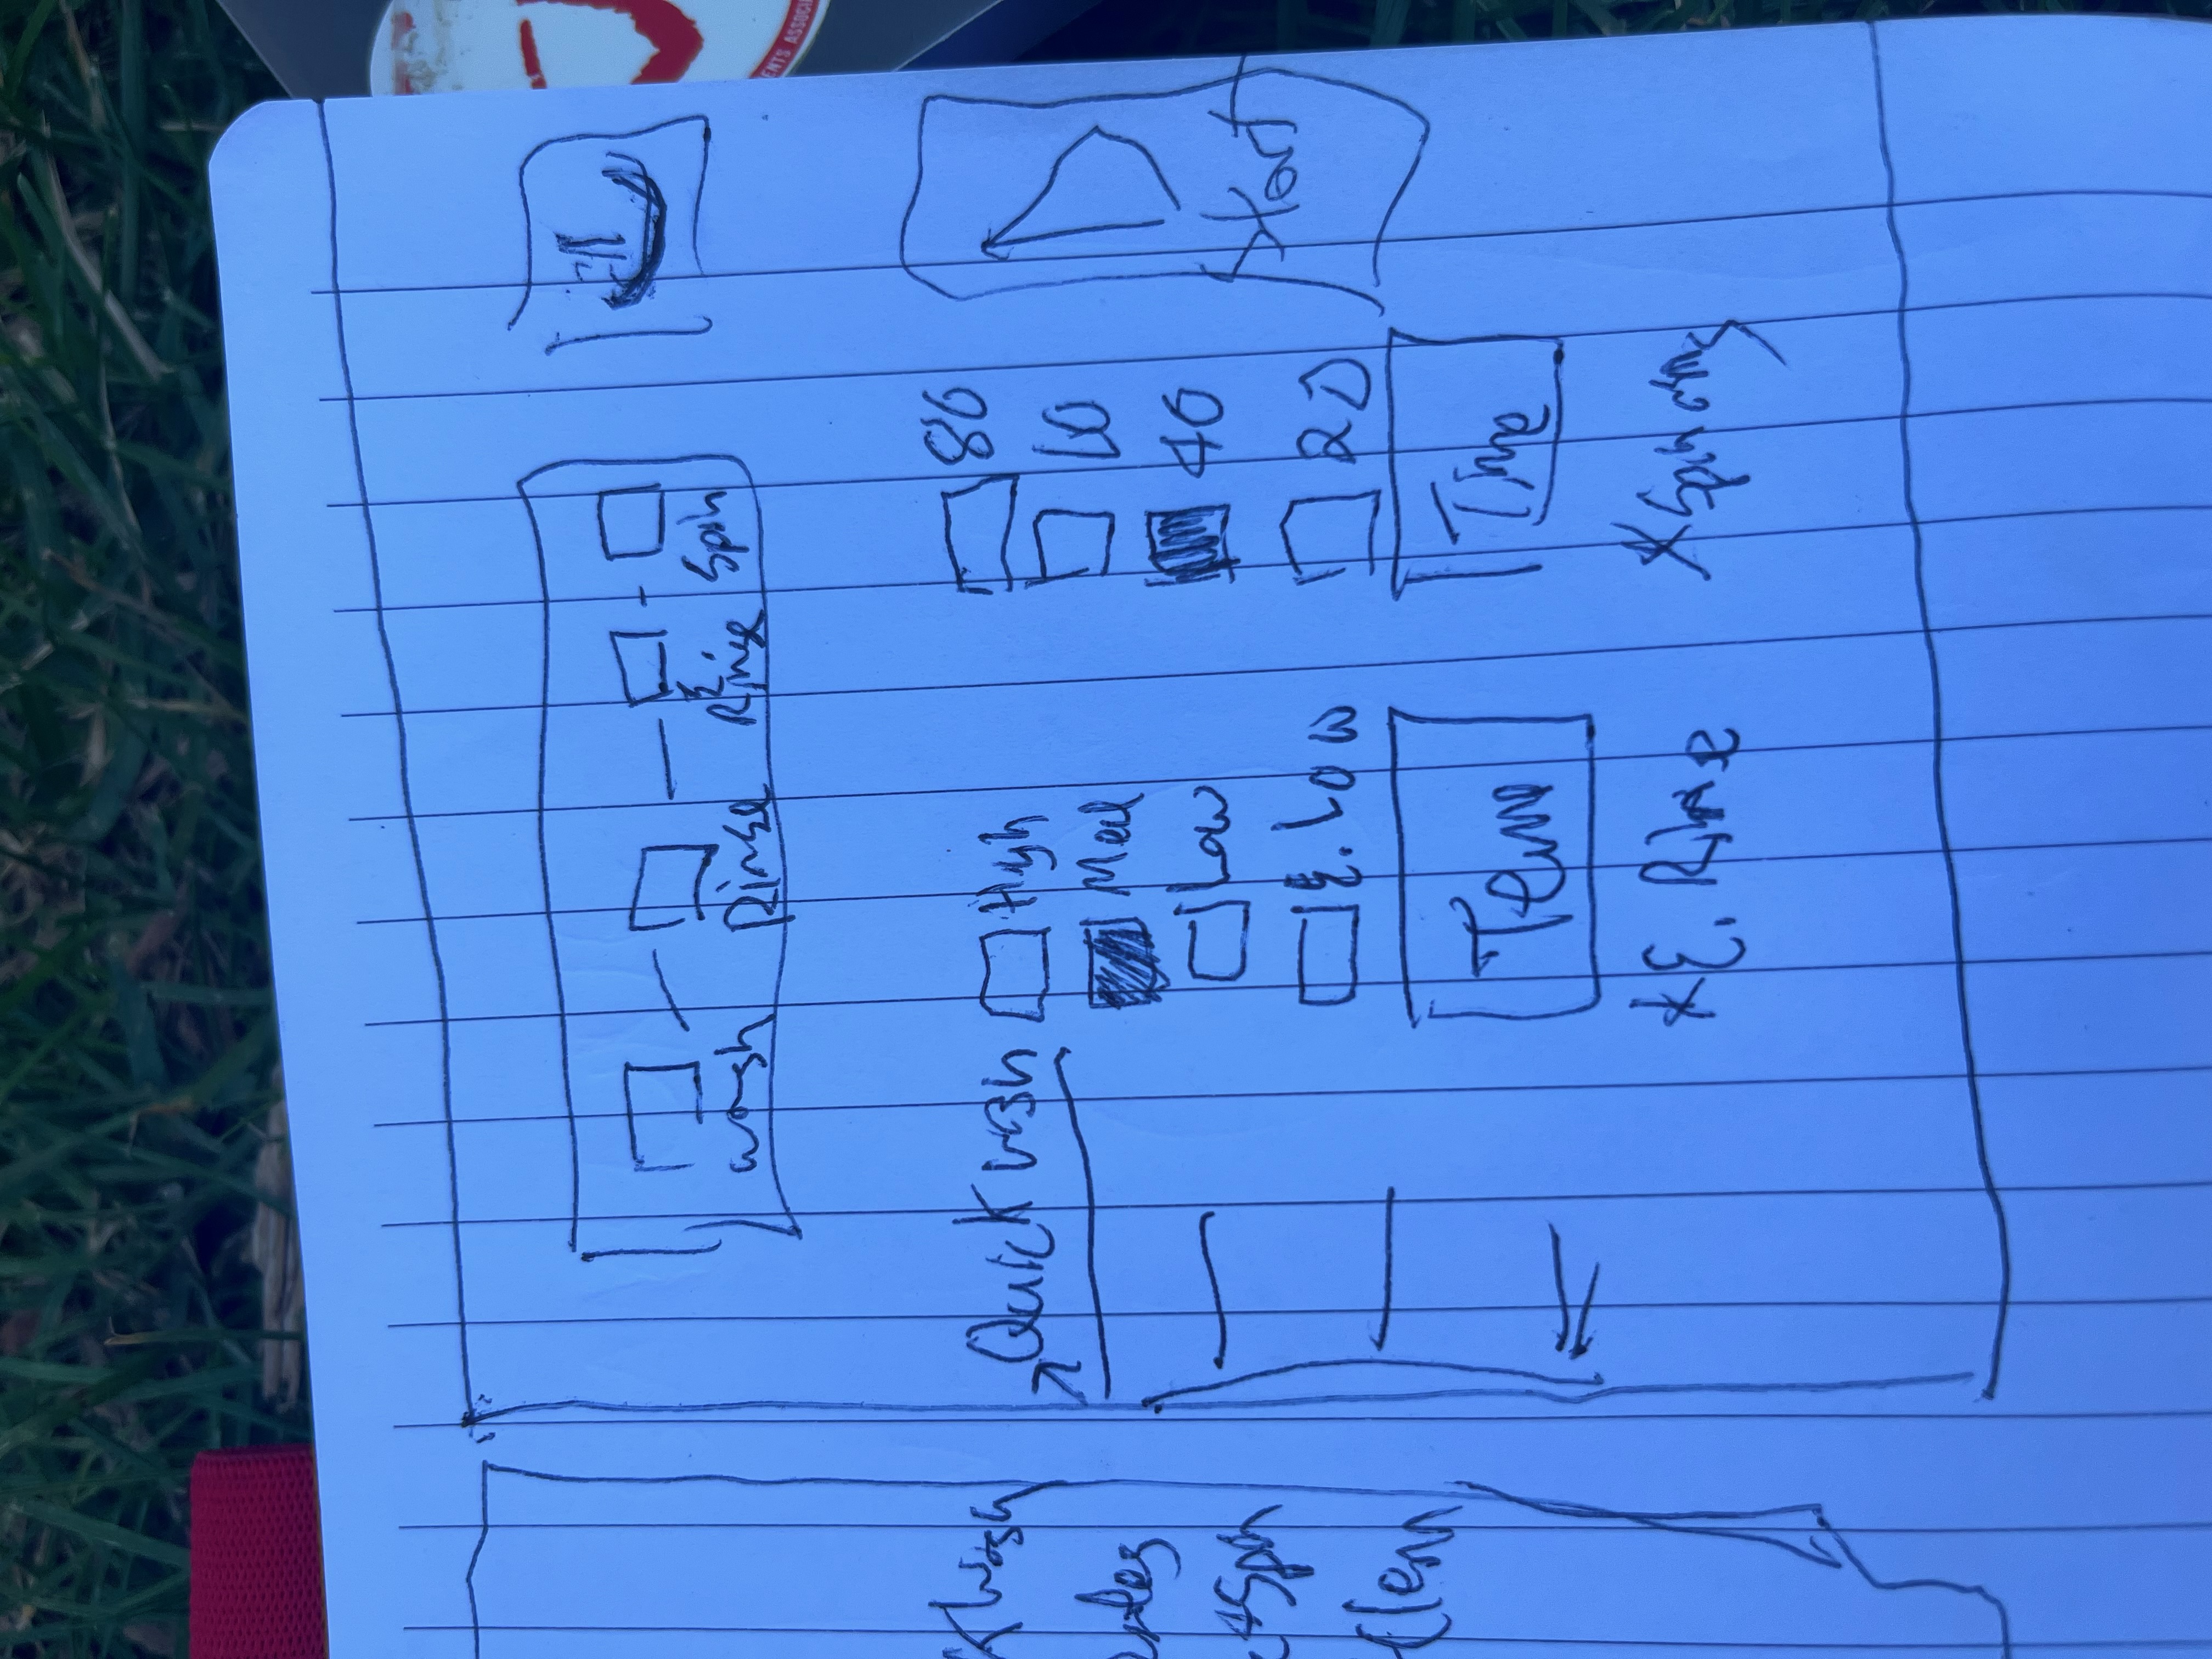 Wash Rinse E. Rinse Spin
Quick wash
High
Med
Low
E. Low
Temp
*E. Rinse
80
60
40
20
Time
*Spin only
Start
k Wash
Spin
Clean
ENTS ASSOCI